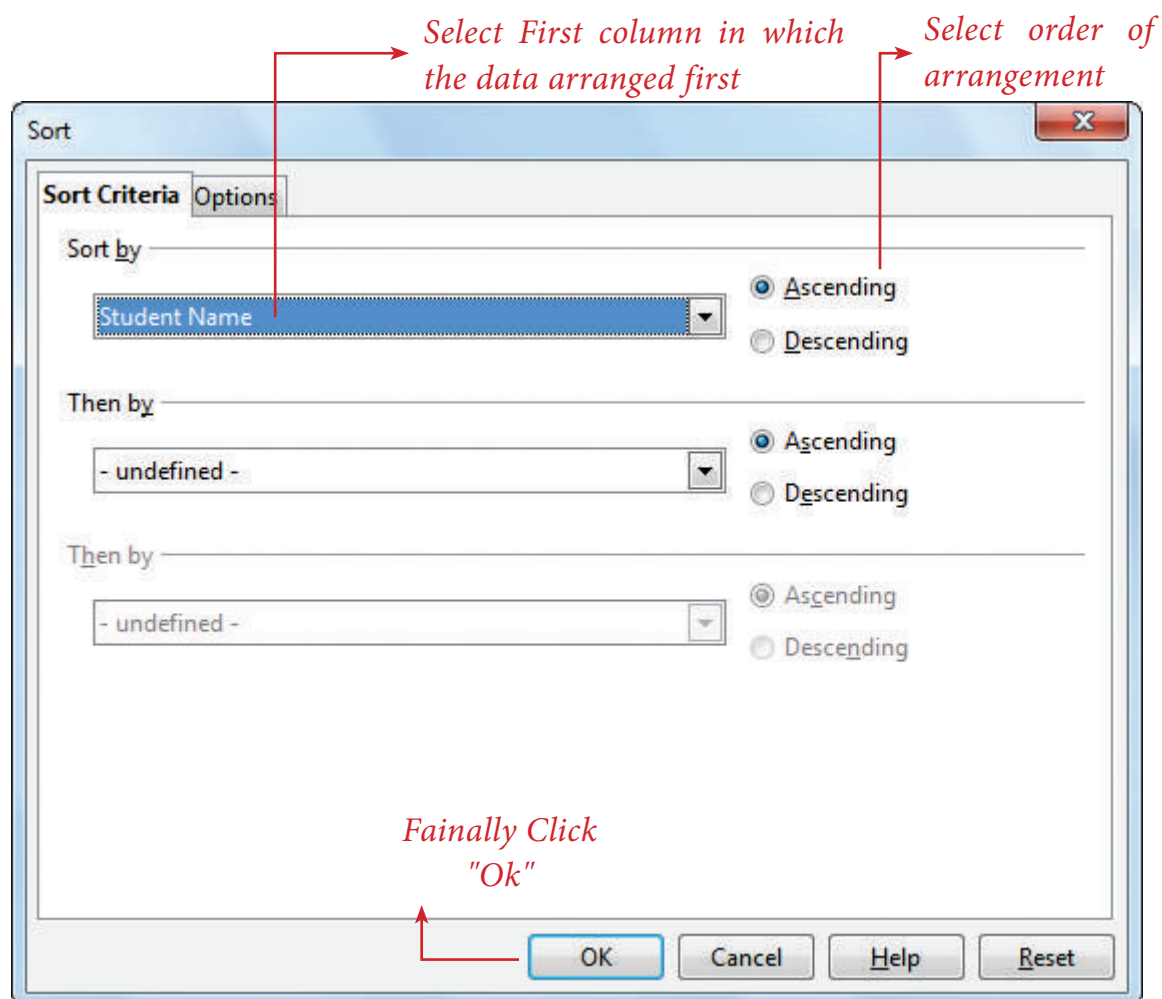 Select First column in which
the data arranged first
Select order of
arrangement
Sort
Sort Criteria Options
Sort by
Student Name
Ascending
Descending
Then by
- undefined -
Ascending
Descending
Then by
- undefined -
Ascending
Descending
Fainally Click
"Ok"
OK Cancel Help Reset